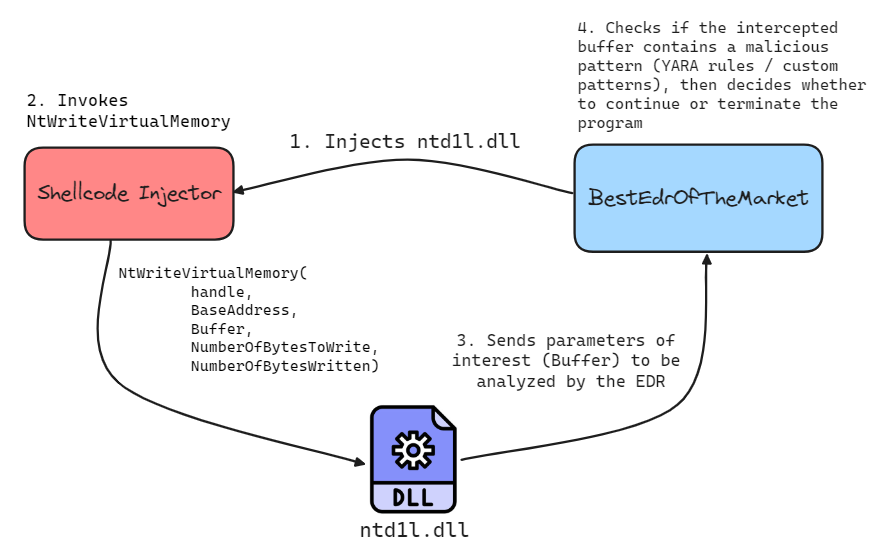 4. Checks if the intercepted
buffer contains a malicious
pattern (YARA rules / custom
patterns), then decides whether
to continue or terminate the
program
2. Invokes
NtWriteVirtualMemory
1. Injects ntd1l.dll
Shellcode Injector
BestEdrOfTheMarket
NtWriteVirtualMemory(
handle,
BaseAddress,
Buffer,
NumberOfBytesToWrite,
NumberOfBytesWritten)
3. Sends parameters of
interest (Buffer) to be
analyzed by the EDR
DLL
ntd1l.dll